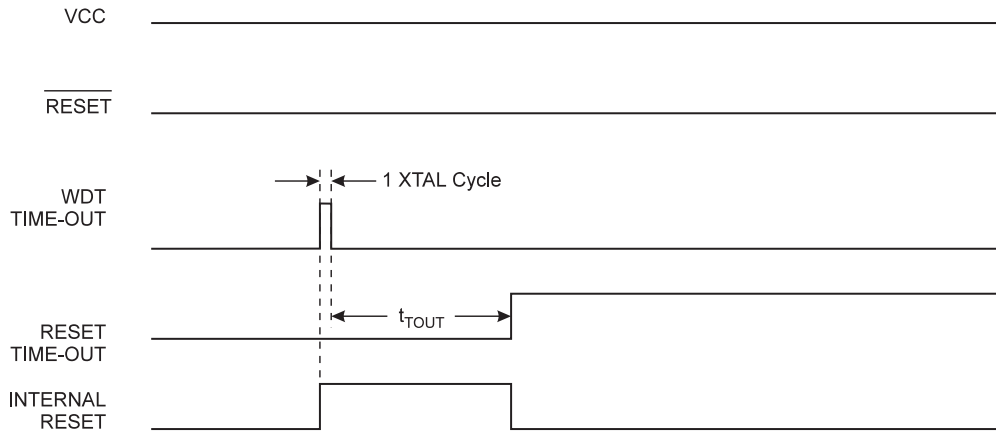 VCC
RESET
1 XTAL Cycle
WDT
TIME-OUT
tTOUT
RESET
TIME-OUT
INTERNAL
RESET